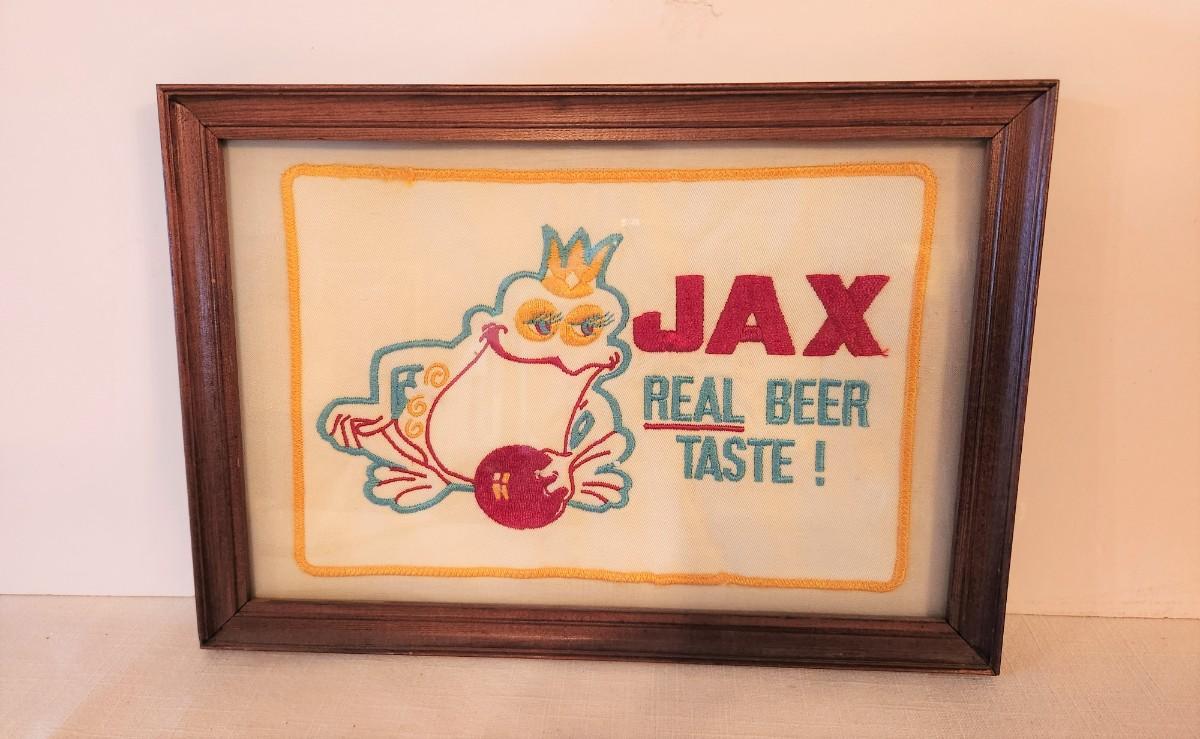 JAX
REAL BEER
TASTE !